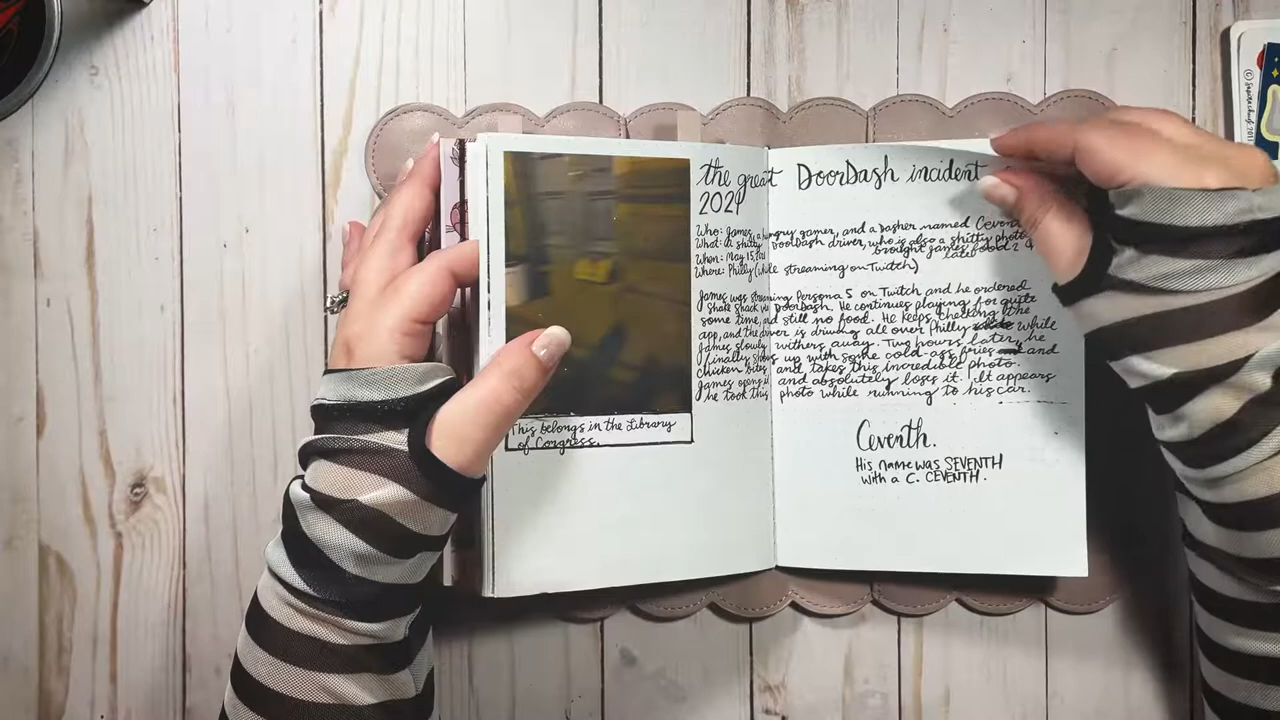 the great DoorDash incident
2021
Who: James, a hungry gamer, and a Dasher named Ceventh
What: A shitty DoorDash driver, who is also a shitty photo
brought James food 2
late
When: May 15,
Where: Philly (while streaming on Twitch)
James was streaming Persona 5 on Twitch and he ordered
shake shack via DoorDash. He continues playing for quite
some time, and still no food. He keeps checking the
app, and the driver is driving all over Philly while
James slowly withers away. Two hours later, he
finally shows up with some cold-ass fries and
chicken bites and takes this incredible photo.
James opens it and absolutely loses it. It appears
he took this photo while running to his car.
This belongs in the Library
of Congress.
Ceventh.
His name was SEVENTH
with a C. CEVENTH.